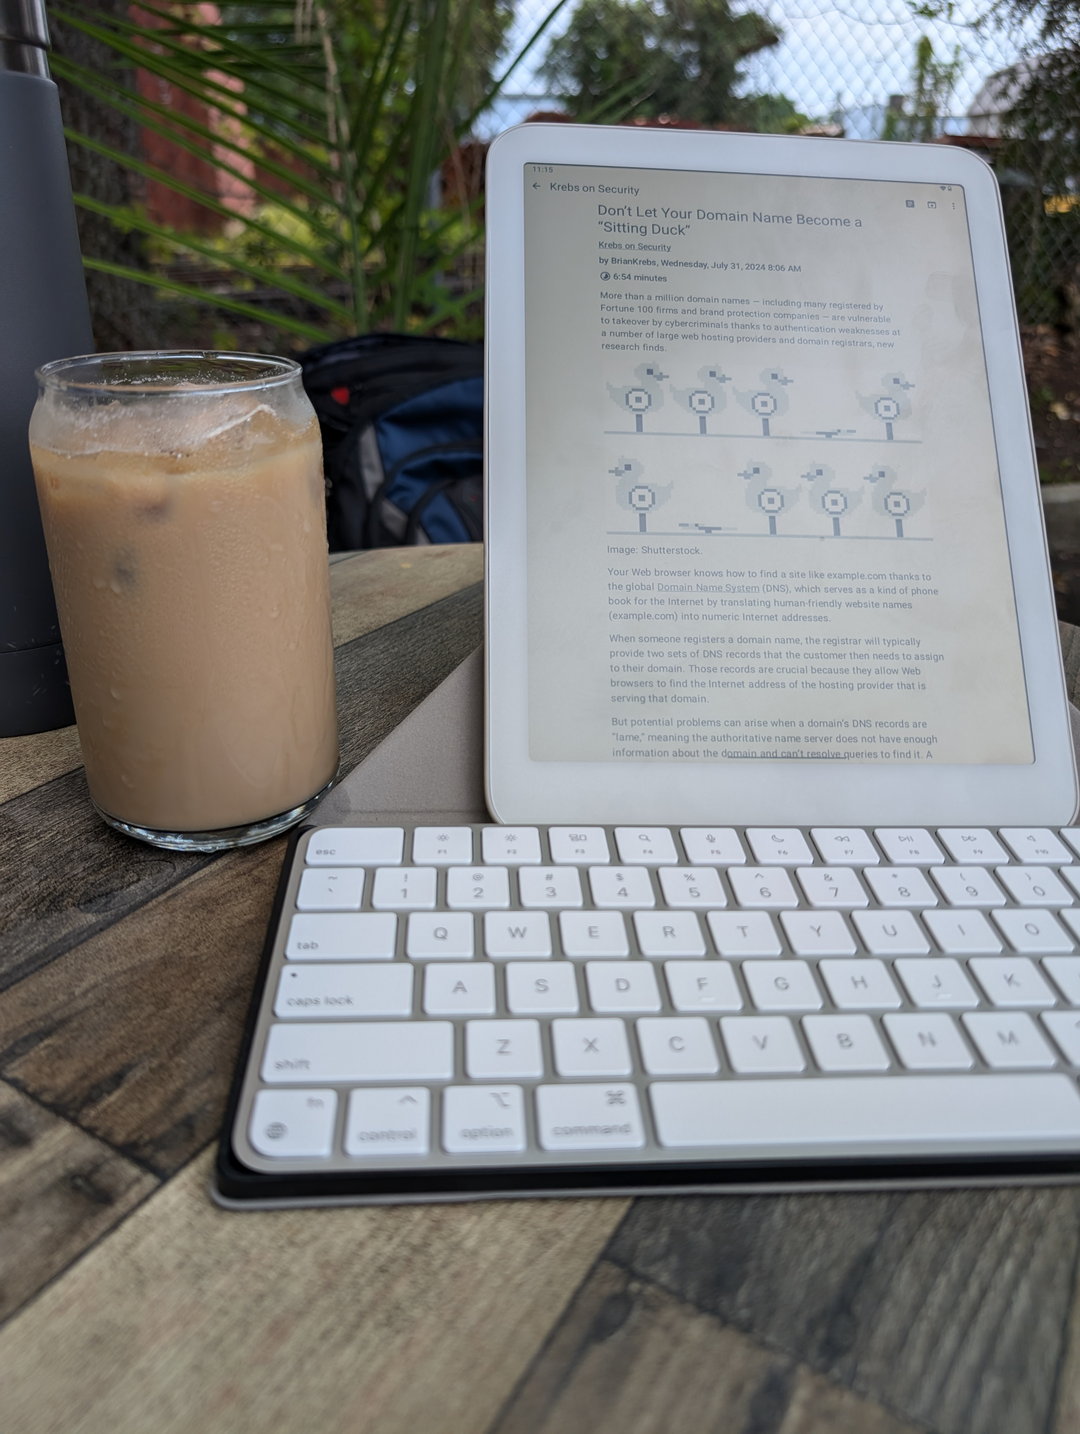 11:15
← Krebs on Security
Don't Let Your Domain Name Become a
"Sitting Duck"
Krebs on Security
by BrianKrebs, Wednesday, July 31, 2024 8:06 AM
6:54 minutes
More than a million domain names — including many registered by
Fortune 100 firms and brand protection companies — are vulnerable
to takeover by cybercriminals thanks to authentication weaknesses at
a number of large web hosting providers and domain registrars, new
research finds.
Image: Shutterstock.
Your Web browser knows how to find a site like example.com thanks to
the global Domain Name System (DNS), which serves as a kind of phone
book for the Internet by translating human-friendly website names
(example.com) into numeric Internet addresses.
When someone registers a domain name, the registrar will typically
provide two sets of DNS records that the customer then needs to assign
to their domain. Those records are crucial because they allow Web
browsers to find the Internet address of the hosting provider that is
serving that domain.
But potential problems can arise when a domain's DNS records are
"lame," meaning the authoritative name server does not have enough
information about the domain and can't resolve queries to find it. A
esc F1 F2 F3 F4 F5 F6 F7 F8 F9 F10
~ ! @ # $ % ^ & * ( )
` 1 2 3 4 5 6 7 8 9 0
tab Q W E R T Y U I O
caps lock A S D F G H J K
shift Z X C V B N M
fn ^ ⌥ ⌘
control option command